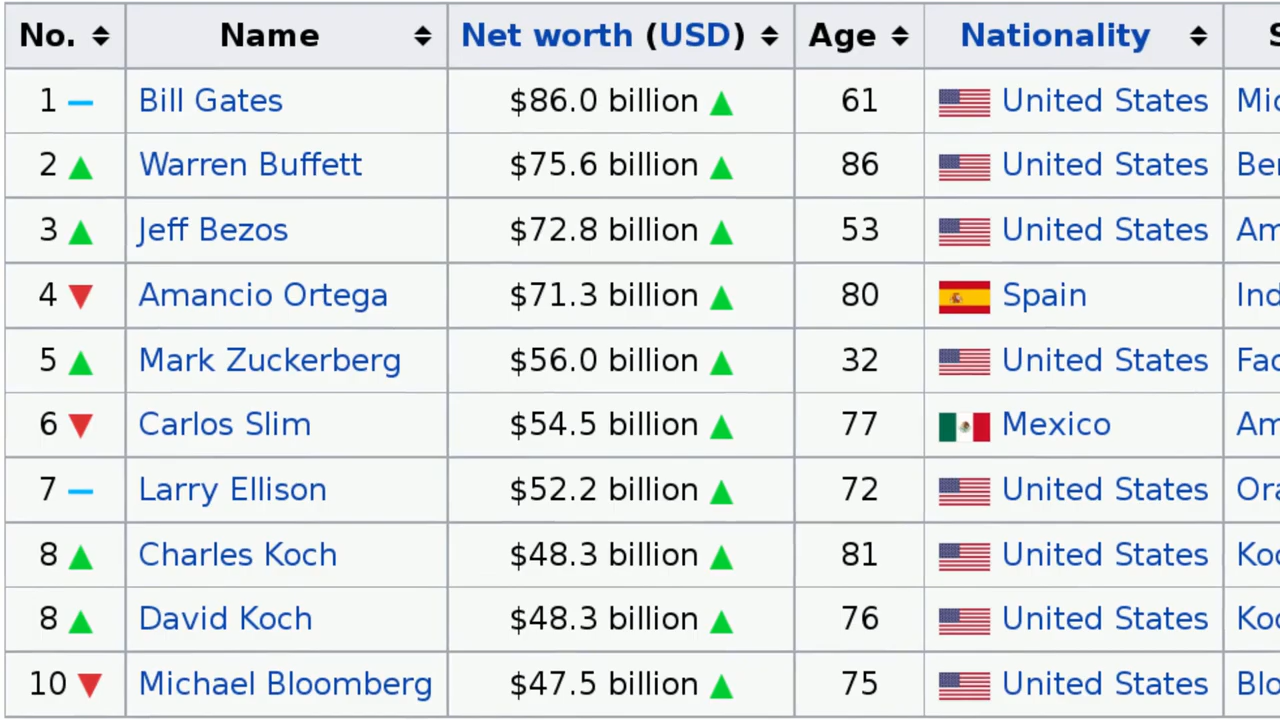 No. Name Net worth (USD) Age Nationality
1 Bill Gates $86.0 billion 61 United States
2 Warren Buffett $75.6 billion 86 United States
3 Jeff Bezos $72.8 billion 53 United States
4 Amancio Ortega $71.3 billion 80 Spain
5 Mark Zuckerberg $56.0 billion 32 United States
6 Carlos Slim $54.5 billion 77 Mexico
7 Larry Ellison $52.2 billion 72 United States
8 Charles Koch $48.3 billion 81 United States
8 David Koch $48.3 billion 76 United States
10 Michael Bloomberg $47.5 billion 75 United States